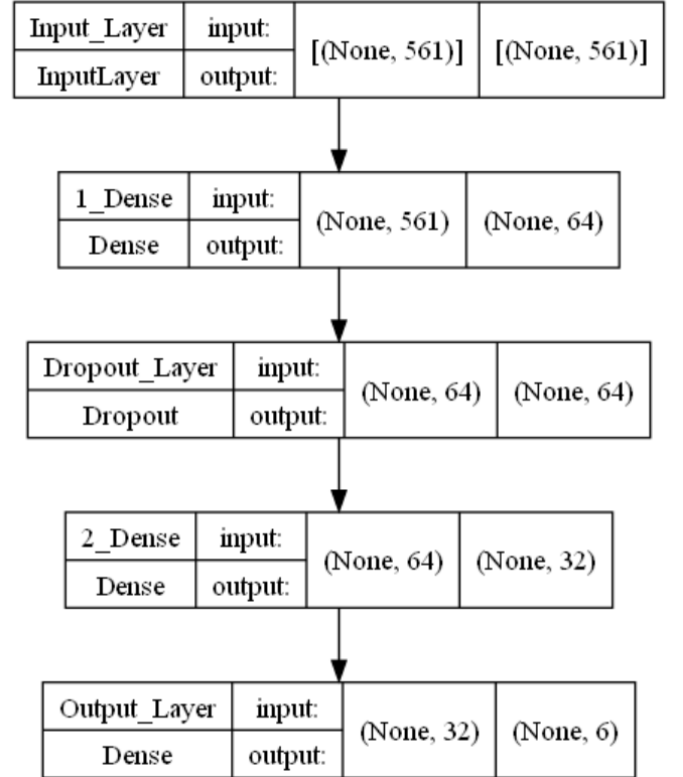 Input_Layer input: [(None, 561)] [(None, 561)]
InputLayer output:
1_Dense input: (None, 561) (None, 64)
Dense output:
Dropout_Layer input: (None, 64) (None, 64)
Dropout output:
2_Dense input: (None, 64) (None, 32)
Dense output:
Output_Layer input: (None, 32) (None, 6)
Dense output: